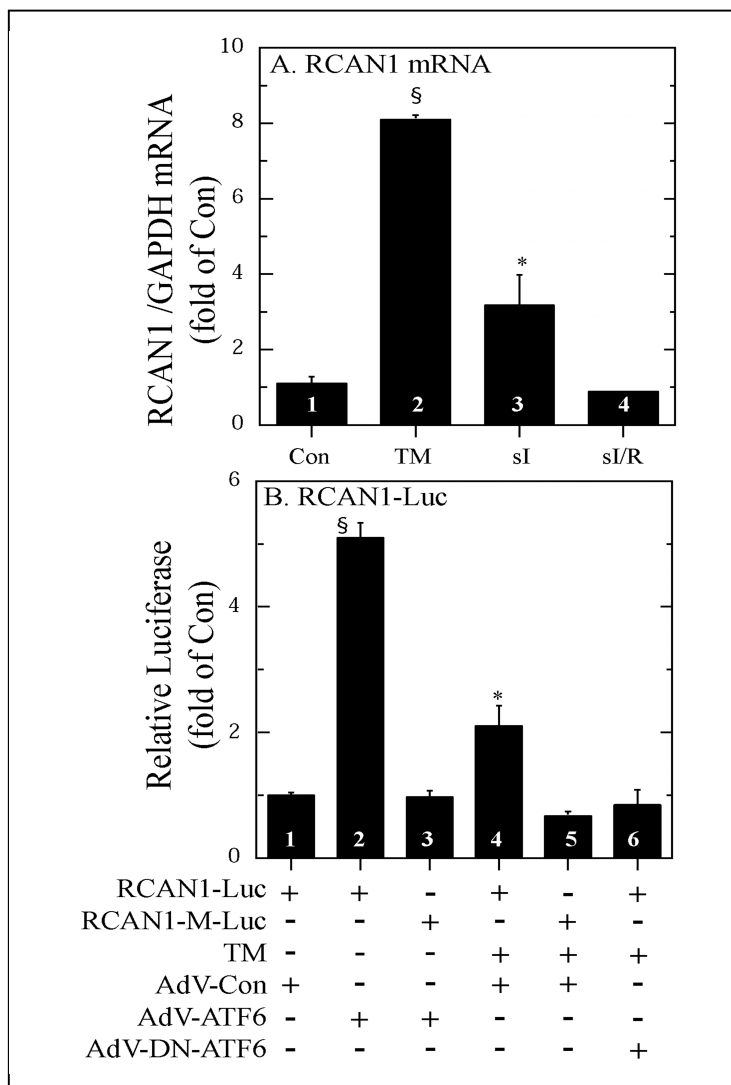 A. RCAN1 mRNA
RCAN1 /GAPDH mRNA
(fold of Con)
10
8
6
4
2
0
§
*
1
2
3
4
Con TM sI sI/R
B. RCAN1-Luc
Relative Luciferase
(fold of Con)
6
4
2
0
§
*
1 2 3 4 5 6
RCAN1-Luc + + - + - +
RCAN1-M-Luc - - + - + -
TM - - - + + +
AdV-Con + - - + + -
AdV-ATF6 - + + - - -
AdV-DN-ATF6 - - - - - +